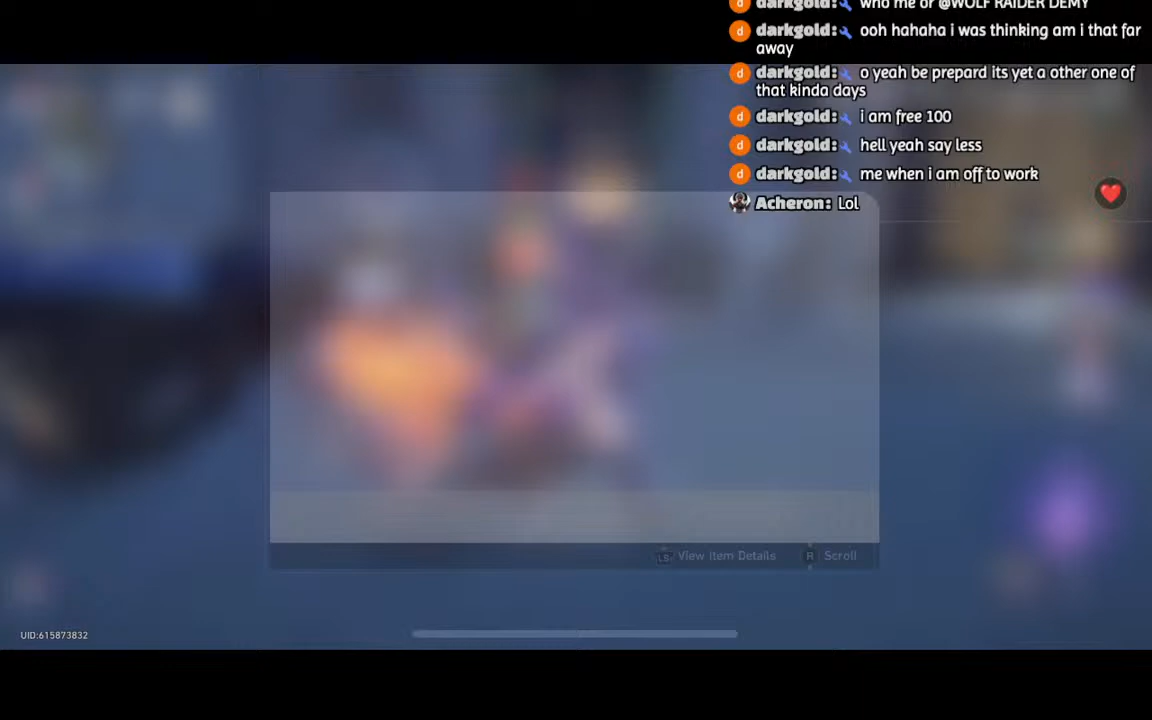 darkgold: who me or @WOLF RAIDER DEMY
darkgold: ooh hahaha i was thinking am i that far
away
darkgold: o yeah be prepard its yet a other one of
that kinda days
darkgold: i am free 100
darkgold: hell yeah say less
darkgold: me when i am off to work
Acheron: Lol
LS View Item Details R Scroll
UID:615873832